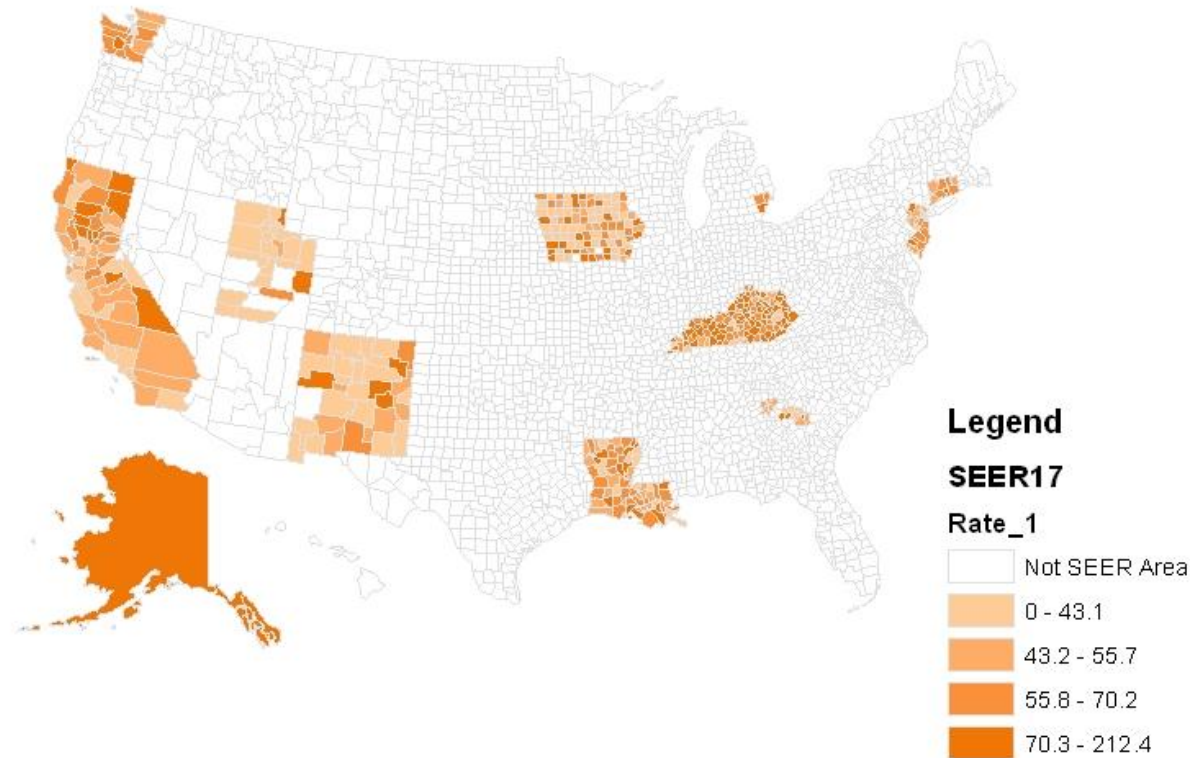 Legend
SEER17
Rate_1
Not SEER Area
0 - 43.1
43.2 - 55.7
55.8 - 70.2
70.3 - 212.4